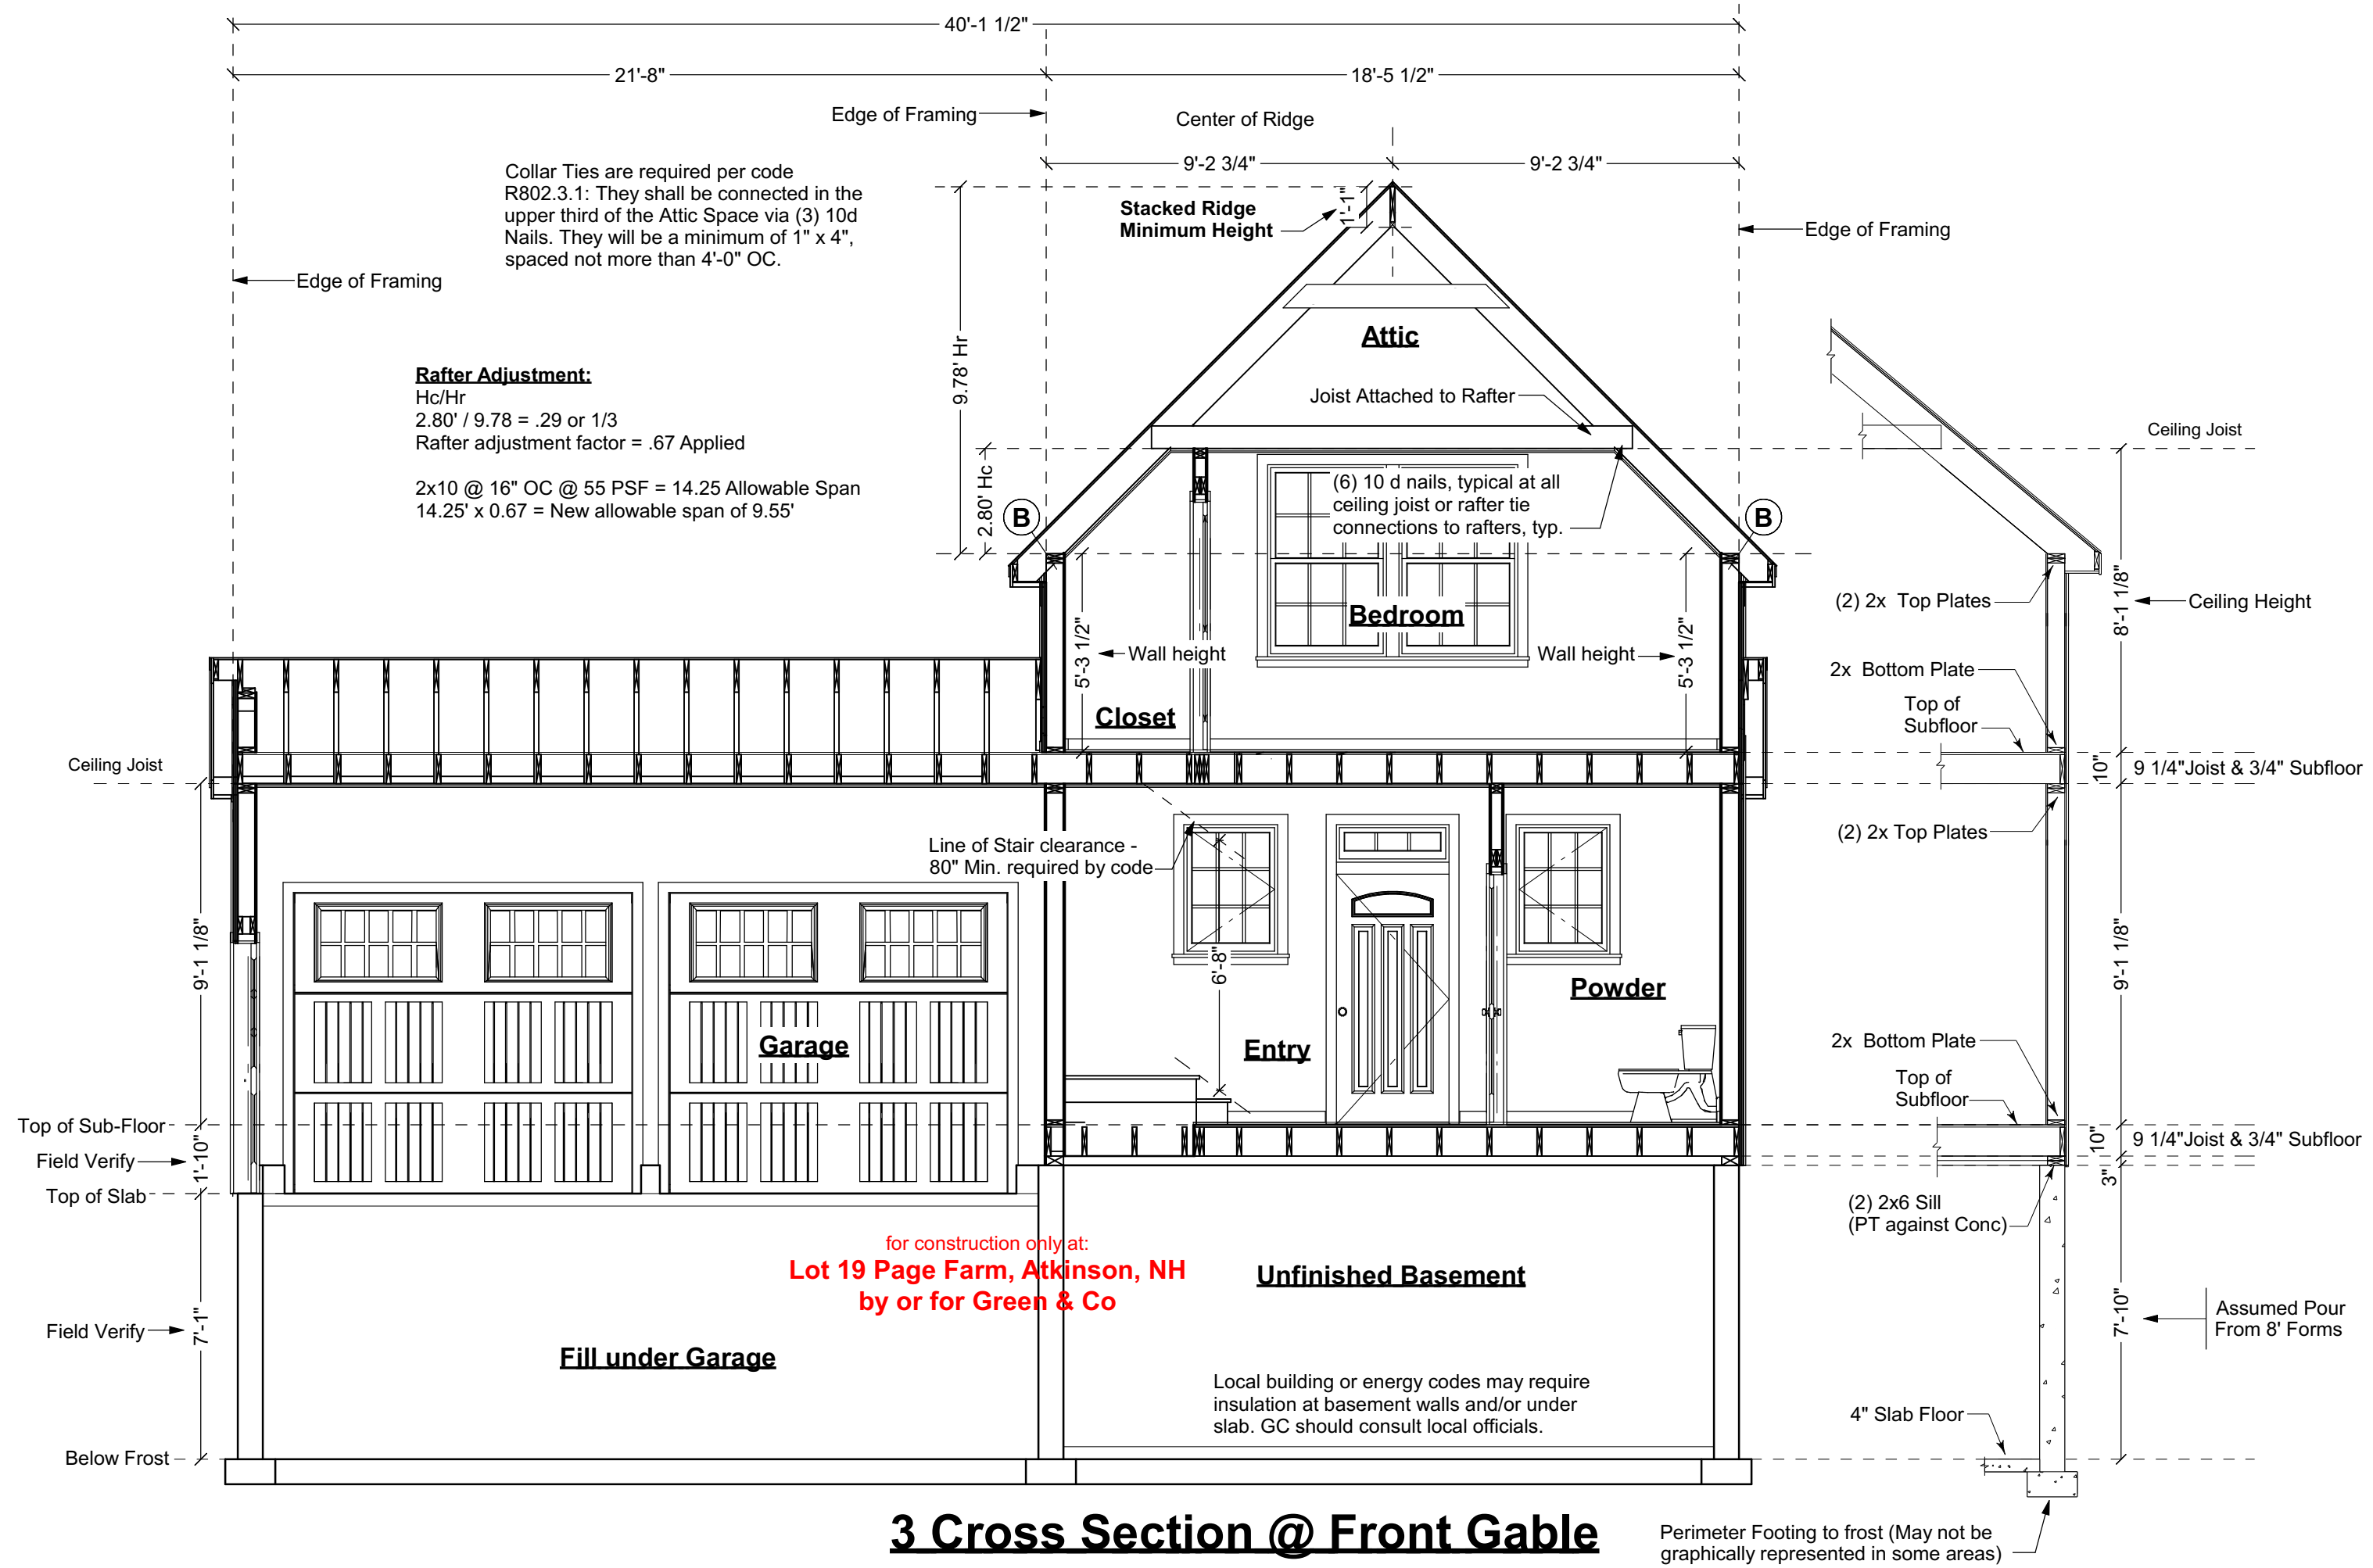 40'-1 1/2"
21'-8"
18'-5 1/2"
Edge of Framing
Center of Ridge
9'-2 3/4"
9'-2 3/4"
Collar Ties are required per code
R802.3.1: They shall be connected in the
upper third of the Attic Space via (3) 10d
Nails. They will be a minimum of 1" x 4",
spaced not more than 4'-0" OC.
Stacked Ridge
Minimum Height
1'-1"
Edge of Framing
Edge of Framing
9.78' Hr
Attic
Rafter Adjustment:
Hc/Hr
2.80' / 9.78 = .29 or 1/3
Rafter adjustment factor = .67 Applied
2x10 @ 16" OC @ 55 PSF = 14.25 Allowable Span
14.25' x 0.67 = New allowable span of 9.55'
Joist Attached to Rafter
Ceiling Joist
2.80' Hc
(6) 10 d nails, typical at all
ceiling joist or rafter tie
connections to rafters, typ.
B
B
8'-1 1/8"
(2) 2x Top Plates
Ceiling Height
Bedroom
5'-3 1/2"
Wall height
Wall height
5'-3 1/2"
2x Bottom Plate
Top of
Subfloor
Closet
Ceiling Joist
10"
9 1/4"Joist & 3/4" Subfloor
(2) 2x Top Plates
Line of Stair clearance -
80" Min. required by code
9'-1 1/8"
6'-8"
9'-1 1/8"
Powder
Garage
Entry
2x Bottom Plate
Top of
Subfloor
Top of Sub-Floor
Field Verify
1'-10"
Top of Slab
10"
9 1/4"Joist & 3/4" Subfloor
3"
(2) 2x6 Sill
(PT against Conc)
for construction only at:
Lot 19 Page Farm, Atkinson, NH
by or for Green & Co
Unfinished Basement
Field Verify
7'-1"
7'-10"
Assumed Pour
From 8' Forms
Fill under Garage
Local building or energy codes may require
insulation at basement walls and/or under
slab. GC should consult local officials.
4" Slab Floor
Below Frost
3 Cross Section @ Front Gable
Perimeter Footing to frost (May not be
graphically represented in some areas)